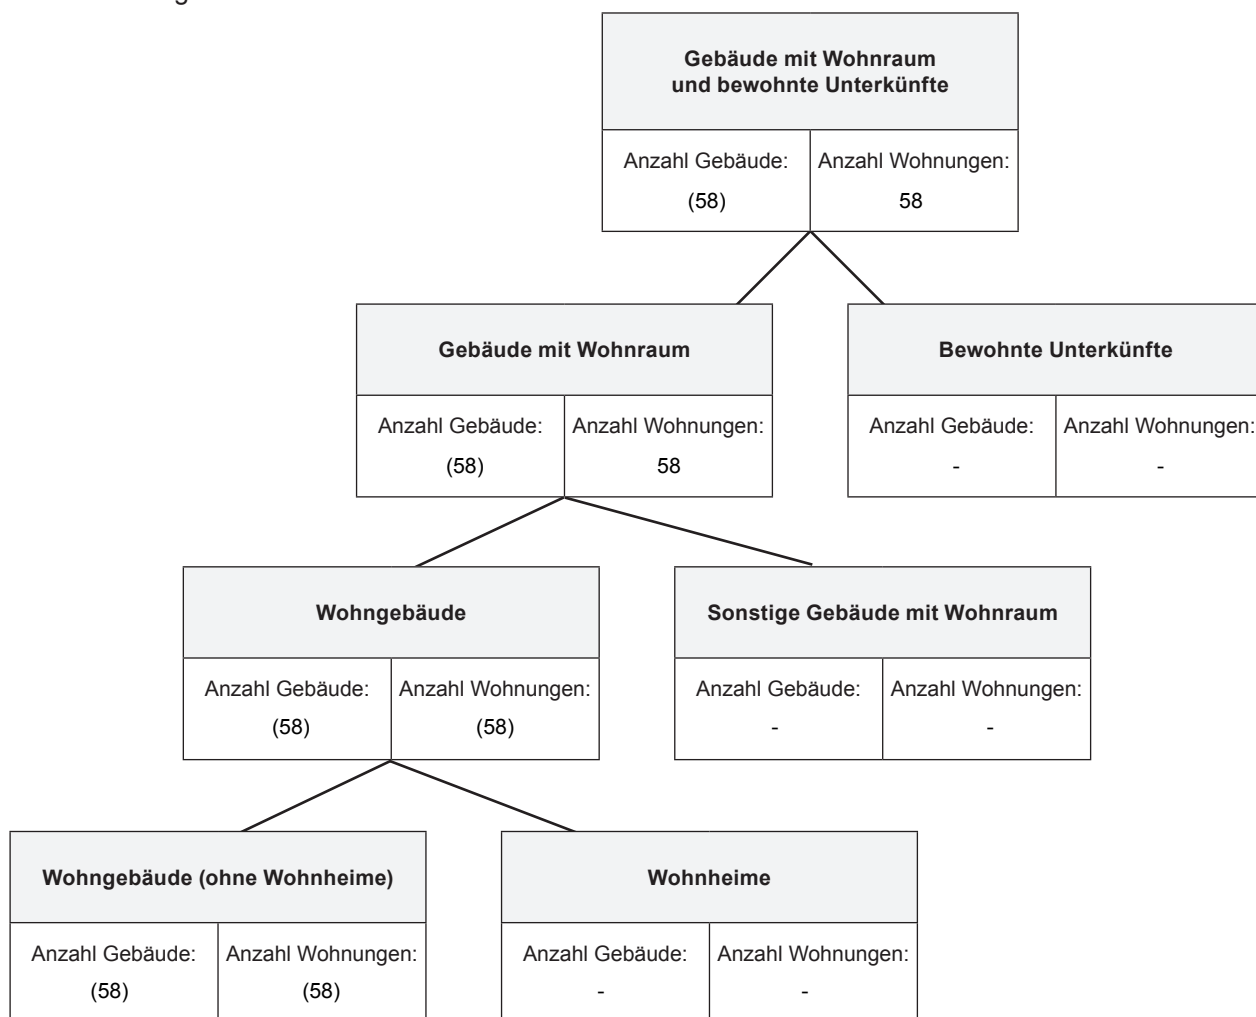 Gebäude mit Wohnraum
und bewohnte Unterkünfte
Anzahl Gebäude: Anzahl Wohnungen:
(58) 58
Gebäude mit Wohnraum
Bewohnte Unterkünfte
Anzahl Gebäude: Anzahl Wohnungen:
(58) 58
Anzahl Gebäude: Anzahl Wohnungen:
- -
Wohngebäude
Sonstige Gebäude mit Wohnraum
Anzahl Gebäude: Anzahl Wohnungen:
(58) (58)
Anzahl Gebäude: Anzahl Wohnungen:
- -
Wohngebäude (ohne Wohnheime)
Wohnheime
Anzahl Gebäude: Anzahl Wohnungen:
(58) (58)
Anzahl Gebäude: Anzahl Wohnungen:
- -